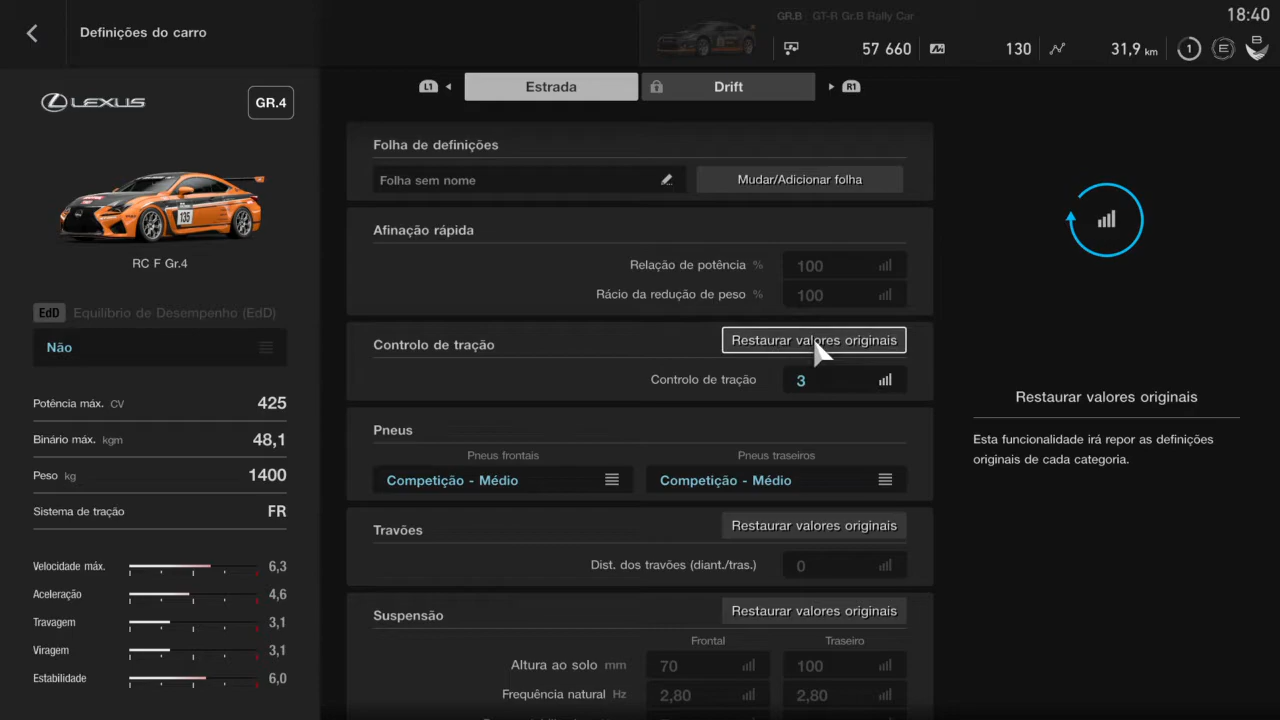 Definições do carro
GR.B GT-R Gr.B Rally Car
18:40
57 660
130
31,9 km
1
E
B
L1
Estrada
Drift
R1
LEXUS
GR.4
135
RC F Gr.4
EdD Equilíbrio de Desempenho (EdD)
Não
Potência máx. CV 425
Binário máx. kgm 48,1
Peso kg 1400
Sistema de tração FR
Velocidade máx. 6,3
Aceleração 4,6
Travagem 3,1
Viragem 3,1
Estabilidade 6,0
Folha de definições
Folha sem nome
Mudar/Adicionar folha
Afinação rápida
Relação de potência % 100
Rácio da redução de peso % 100
Controlo de tração
Restaurar valores originais
Controlo de tração 3
Pneus
Pneus frontais
Pneus traseiros
Competição - Médio
Competição - Médio
Travões
Restaurar valores originais
Dist. dos travões (diant./tras.) 0
Suspensão
Restaurar valores originais
Frontal
Traseiro
Altura ao solo mm 70 100
Frequência natural Hz 2,80 2,80
Restaurar valores originais
Esta funcionalidade irá repor as definições
originais de cada categoria.